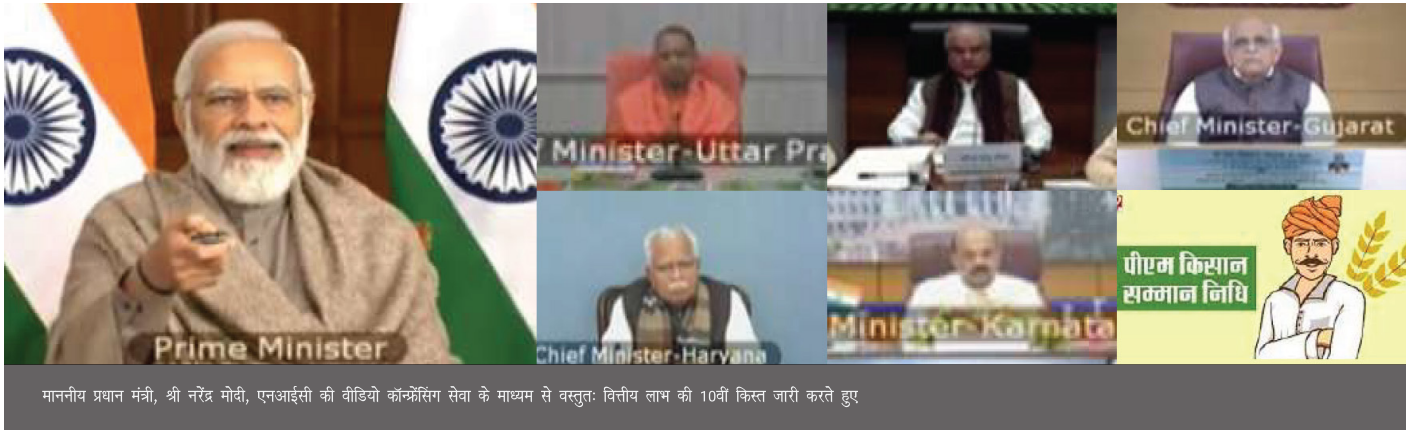 Prime Minister
Minister-Uttar Pra
Chief Minister-Gujarat
Chief Minister-Haryana
Minister-Karnata
पीएम किसान
सम्मान निधि
माननीय प्रधान मंत्री, श्री नरेंद्र मोदी, एनआईसी की वीडियो कॉन्फ्रेंसिंग सेवा के माध्यम से वस्तुतः वित्तीय लाभ की 10वीं किस्त जारी करते हुए